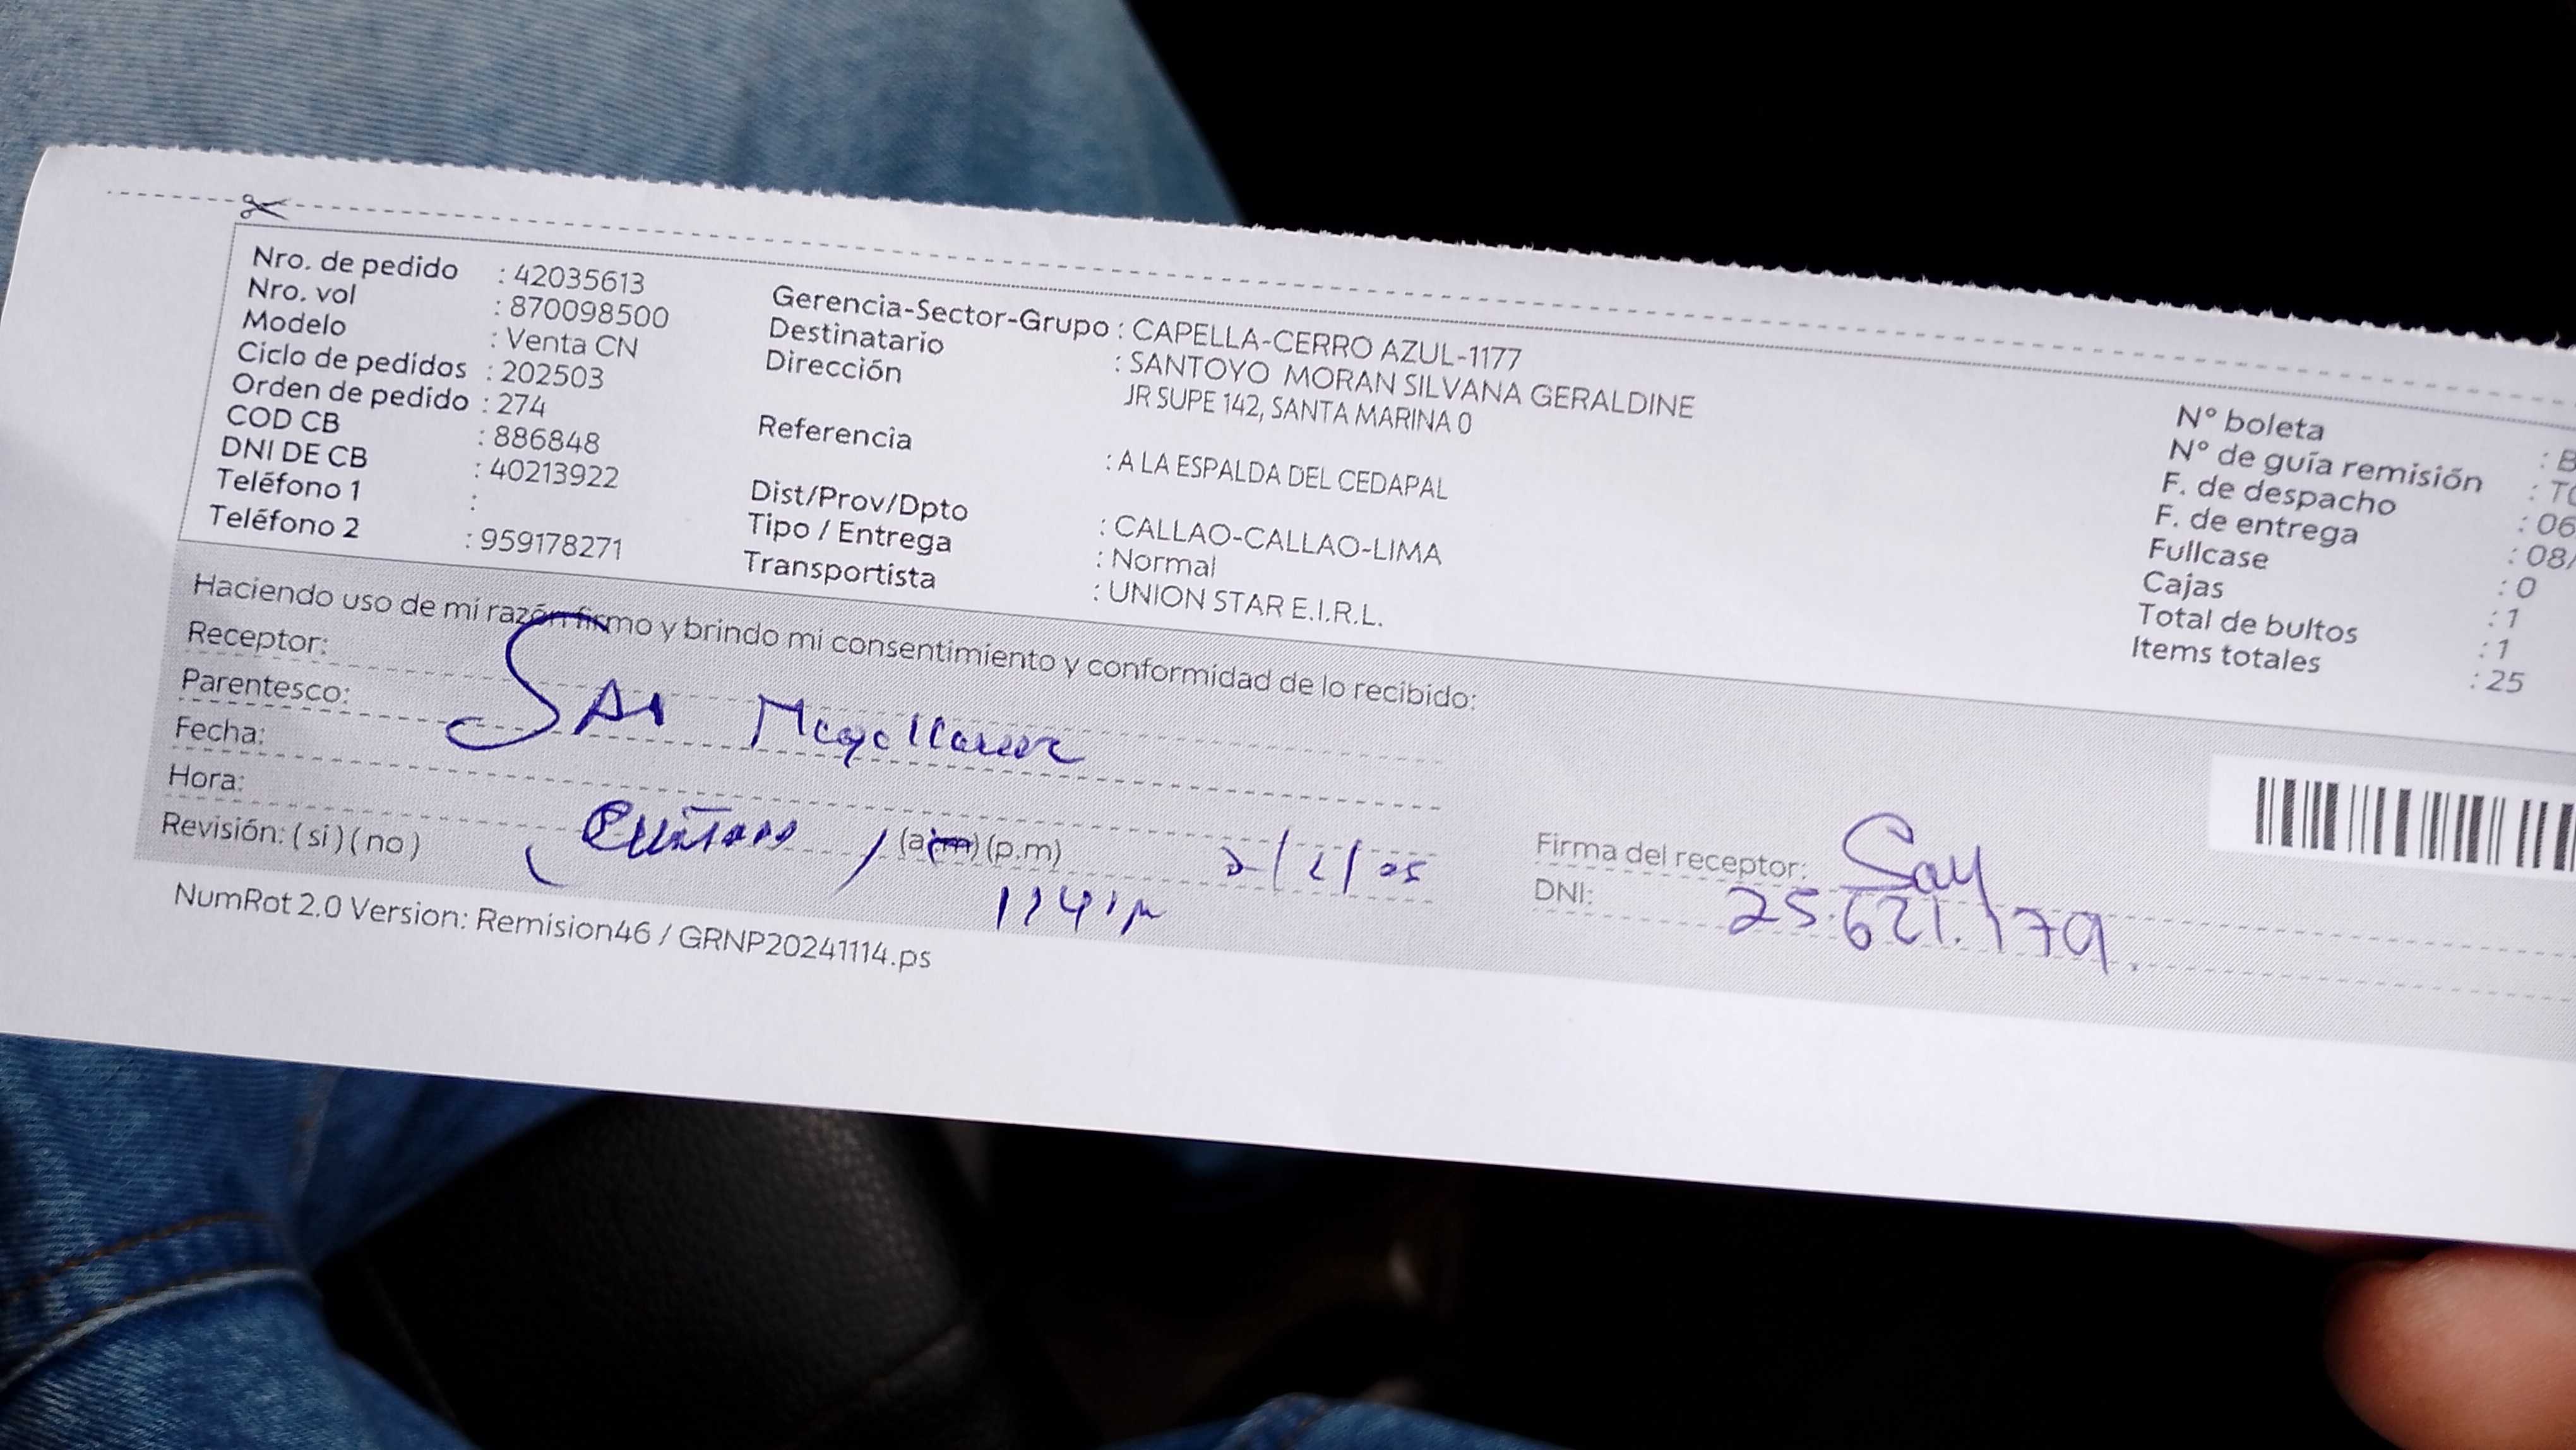 Nro. de pedido : 42035613
Nro. vol : 870098500
Modelo : Venta CN
Ciclo de pedidos : 202503
Orden de pedido : 274
COD CB : 886848
DNI DE CB : 40213922
Teléfono 1 :
Teléfono 2 : 959178271
Gerencia-Sector-Grupo : CAPELLA-CERRO AZUL-1177
Destinatario : SANTOYO MORAN SILVANA GERALDINE
Dirección JR SUPE 142, SANTA MARINA 0
Referencia : A LA ESPALDA DEL CEDAPAL
Dist/Prov/Dpto : CALLAO-CALLAO-LIMA
Tipo / Entrega : Normal
Transportista : UNION STAR E.I.R.L.
N° boleta : B
N° de guía remisión : T0
F. de despacho : 06
F. de entrega : 08/
Fullcase : 0
Cajas : 1
Total de bultos : 1
Items totales : 25
Haciendo uso de mi razón firmo y brindo mi consentimiento y conformidad de lo recibido:
Receptor:
Parentesco:
Fecha:
Hora: (a.m) (p.m)
Revisión: ( si ) ( no )
Firma del receptor:
DNI: 25.621.179.
NumRot 2.0 Version: Remision46 / GRNP20241114.ps